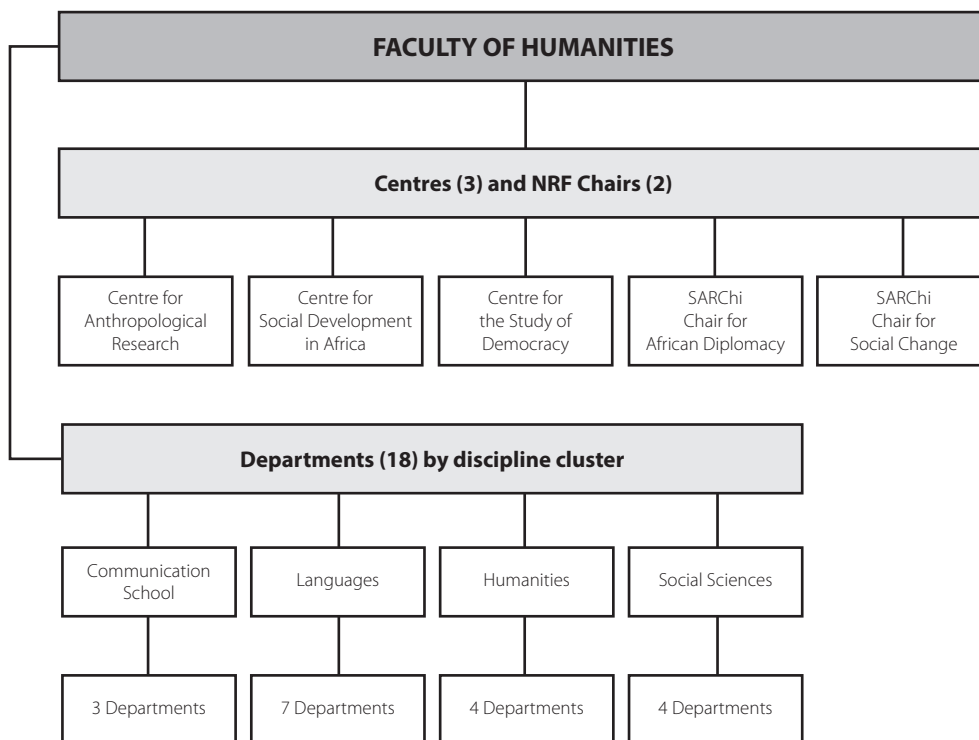 FACULTY OF HUMANITIES
Centres (3) and NRF Chairs (2)
Centre for
Anthropological
Research
Centre for
Social Development
in Africa
Centre for
the Study of
Democracy
SARChi
Chair for
African Diplomacy
SARChi
Chair for
Social Change
Departments (18) by discipline cluster
Communication
School
Languages
Humanities
Social Sciences
3 Departments
7 Departments
4 Departments
4 Departments